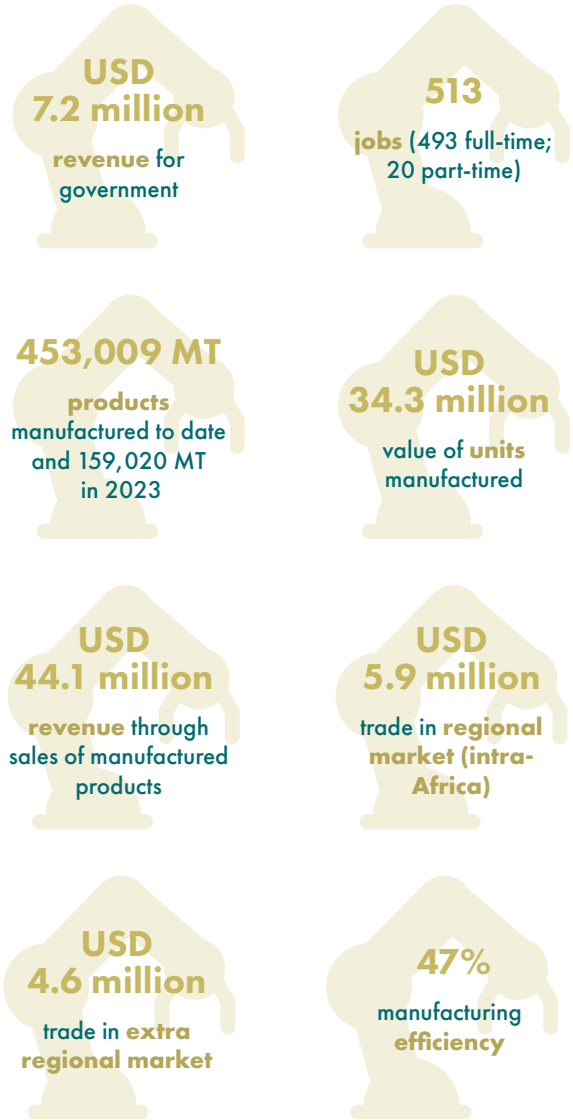 USD
7.2 million
revenue for
government
513
jobs (493 full-time;
20 part-time)
453,009 MT
products
manufactured to date
and 159,020 MT
in 2023
USD
34.3 million
value of units
manufactured
USD
44.1 million
revenue through
sales of manufactured
products
USD
5.9 million
trade in regional
market (intra-
Africa)
USD
4.6 million
trade in extra
regional market
47%
manufacturing
efficiency